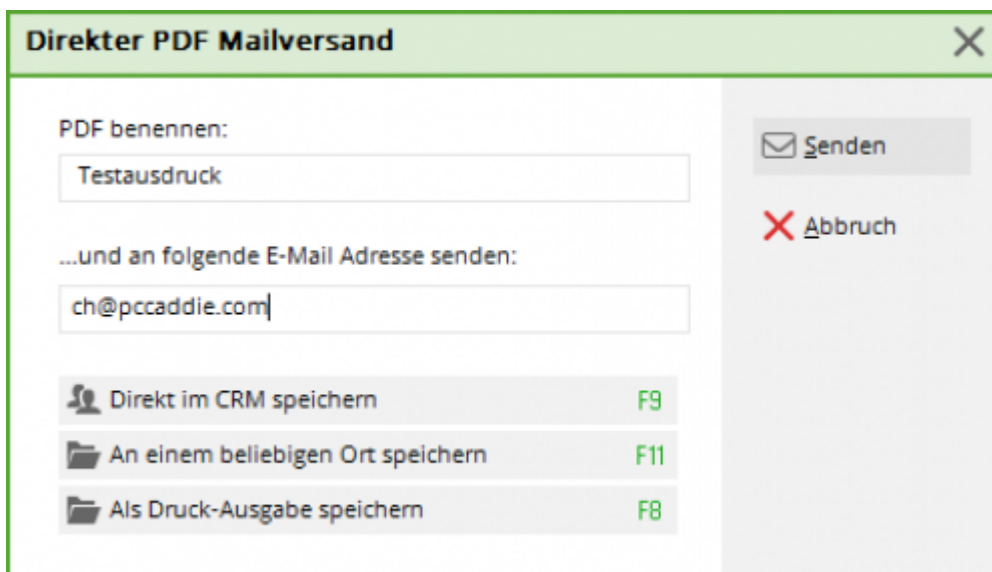 Direkter PDF Mailversand
PDF benennen:
Testausdruck
...und an folgende E-Mail Adresse senden:
ch@pccaddie.com
Direkt im CRM speichern F9
An einem beliebigen Ort speichern F11
Als Druck-Ausgabe speichern F8
Senden
Abbruch